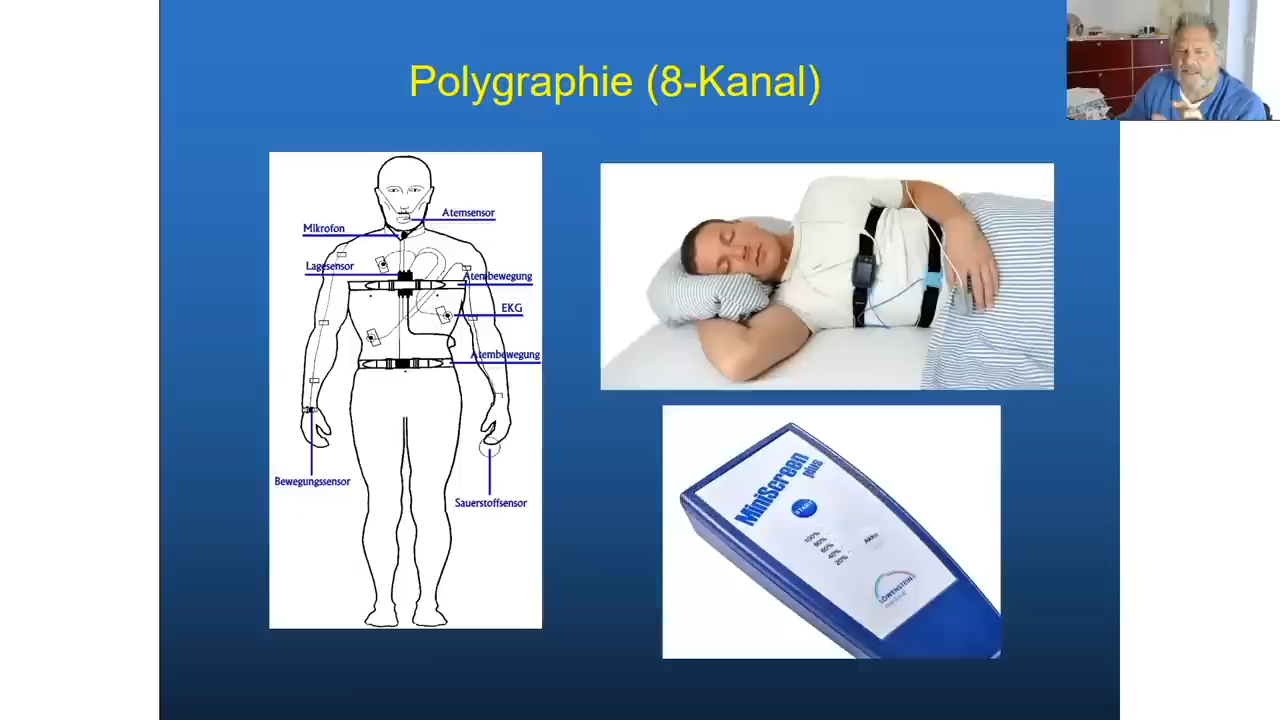 Polygraphie (8-Kanal)
Atemsensor
Mikrofon
Lagesensor
Atembewegung
EKG
Atembewegung
Bewegungssensor
Sauerstoffsensor
MiniScreen
plus
START
100%
80%
60%
40%
20%
Akku
LÖWENSTEIN
medical